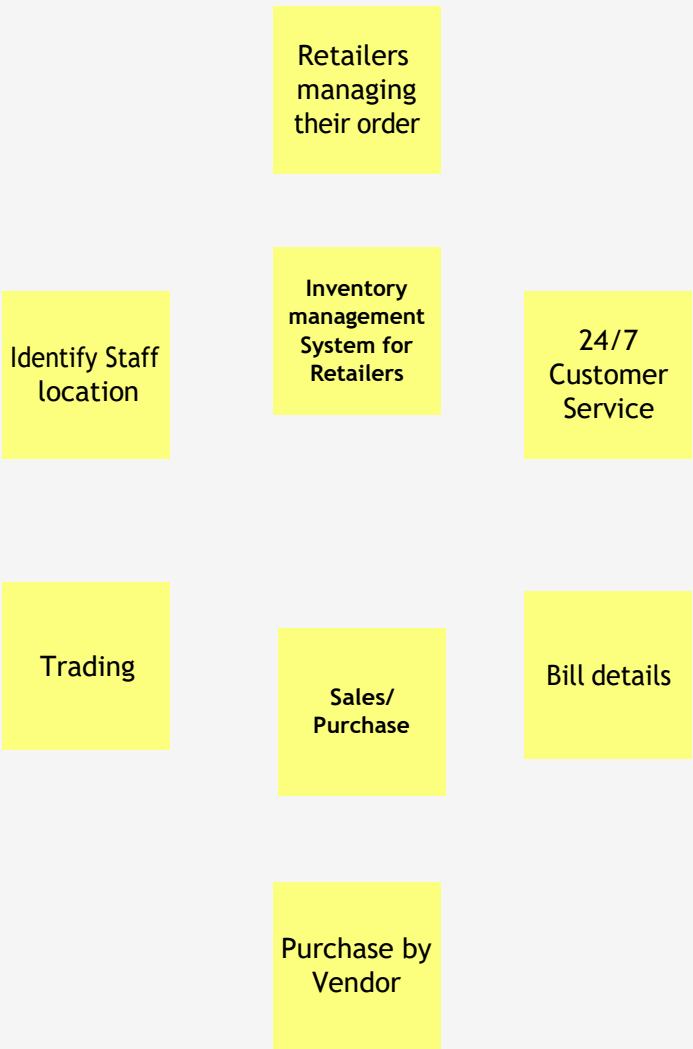 Retailers
managing
their order
Inventory
management
System for
Retailers
Identify Staff
location
24/7
Customer
Service
Trading
Sales/
Purchase
Bill details
Purchase by
Vendor